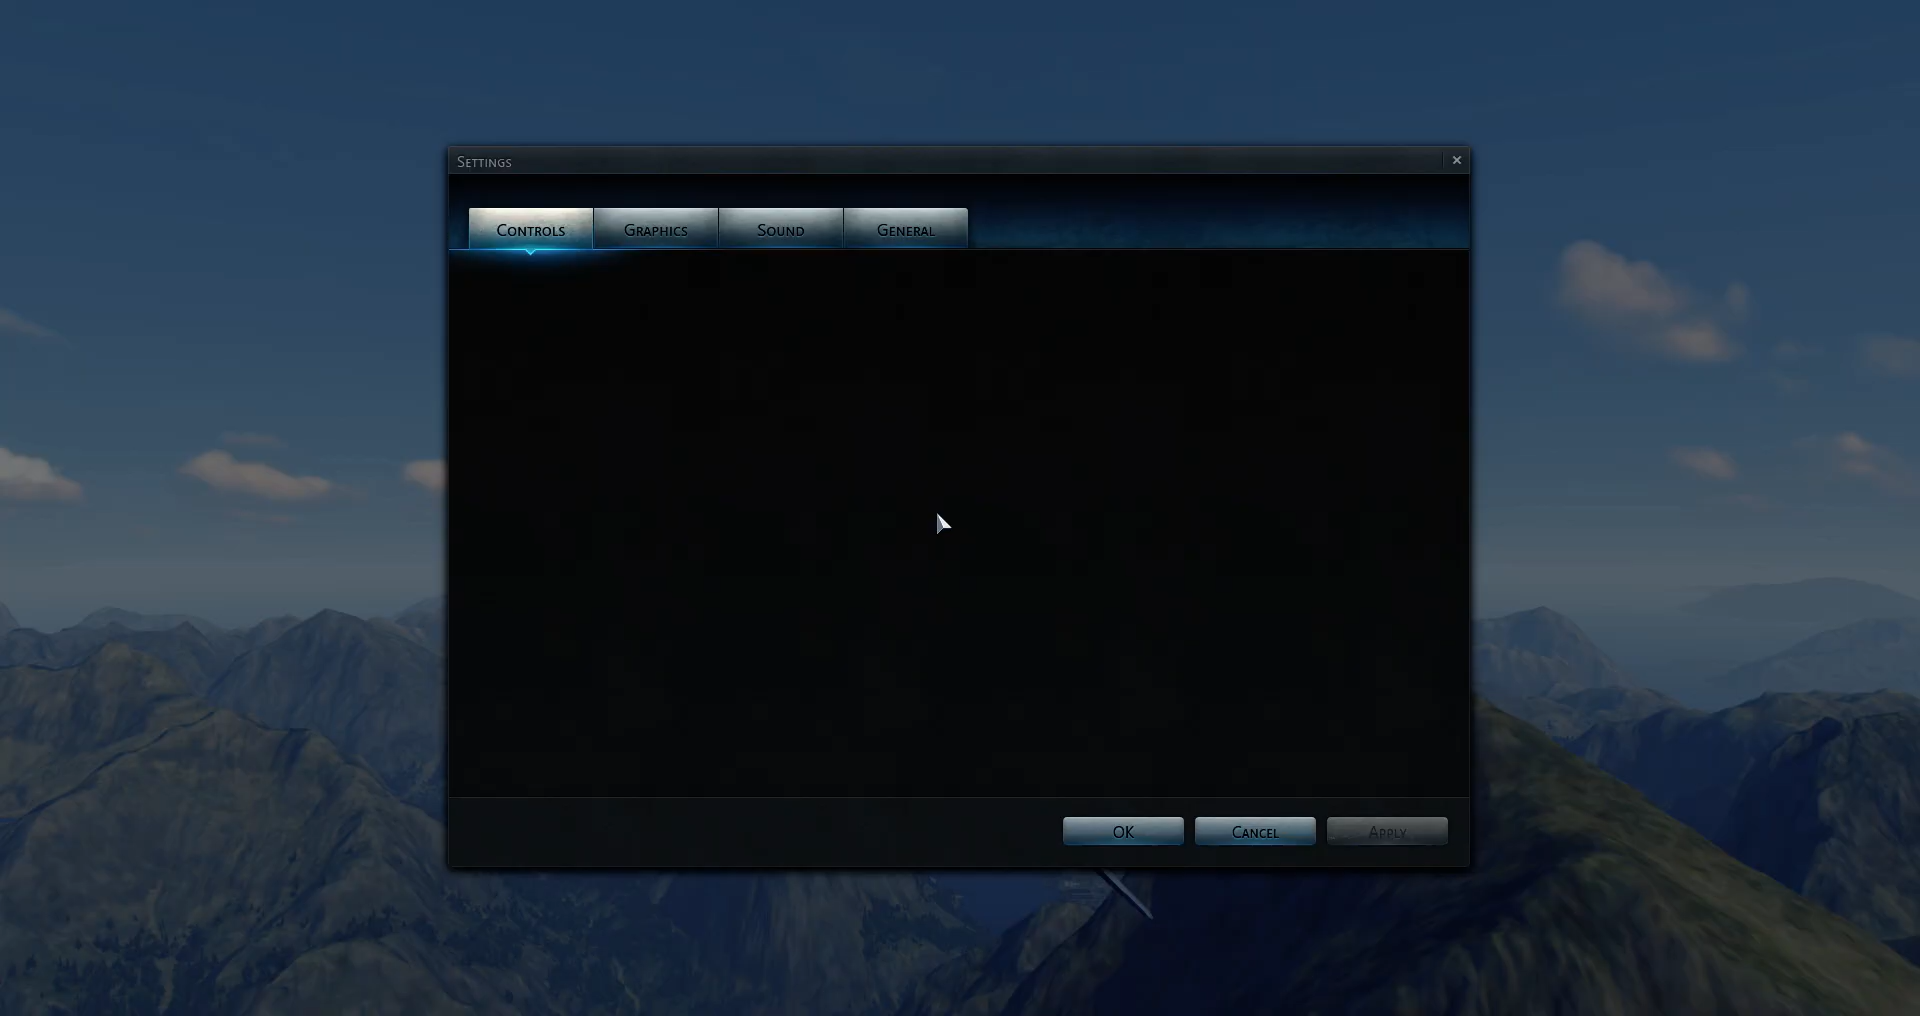 Settings
Controls
Graphics
Sound
General
OK
Cancel
Apply